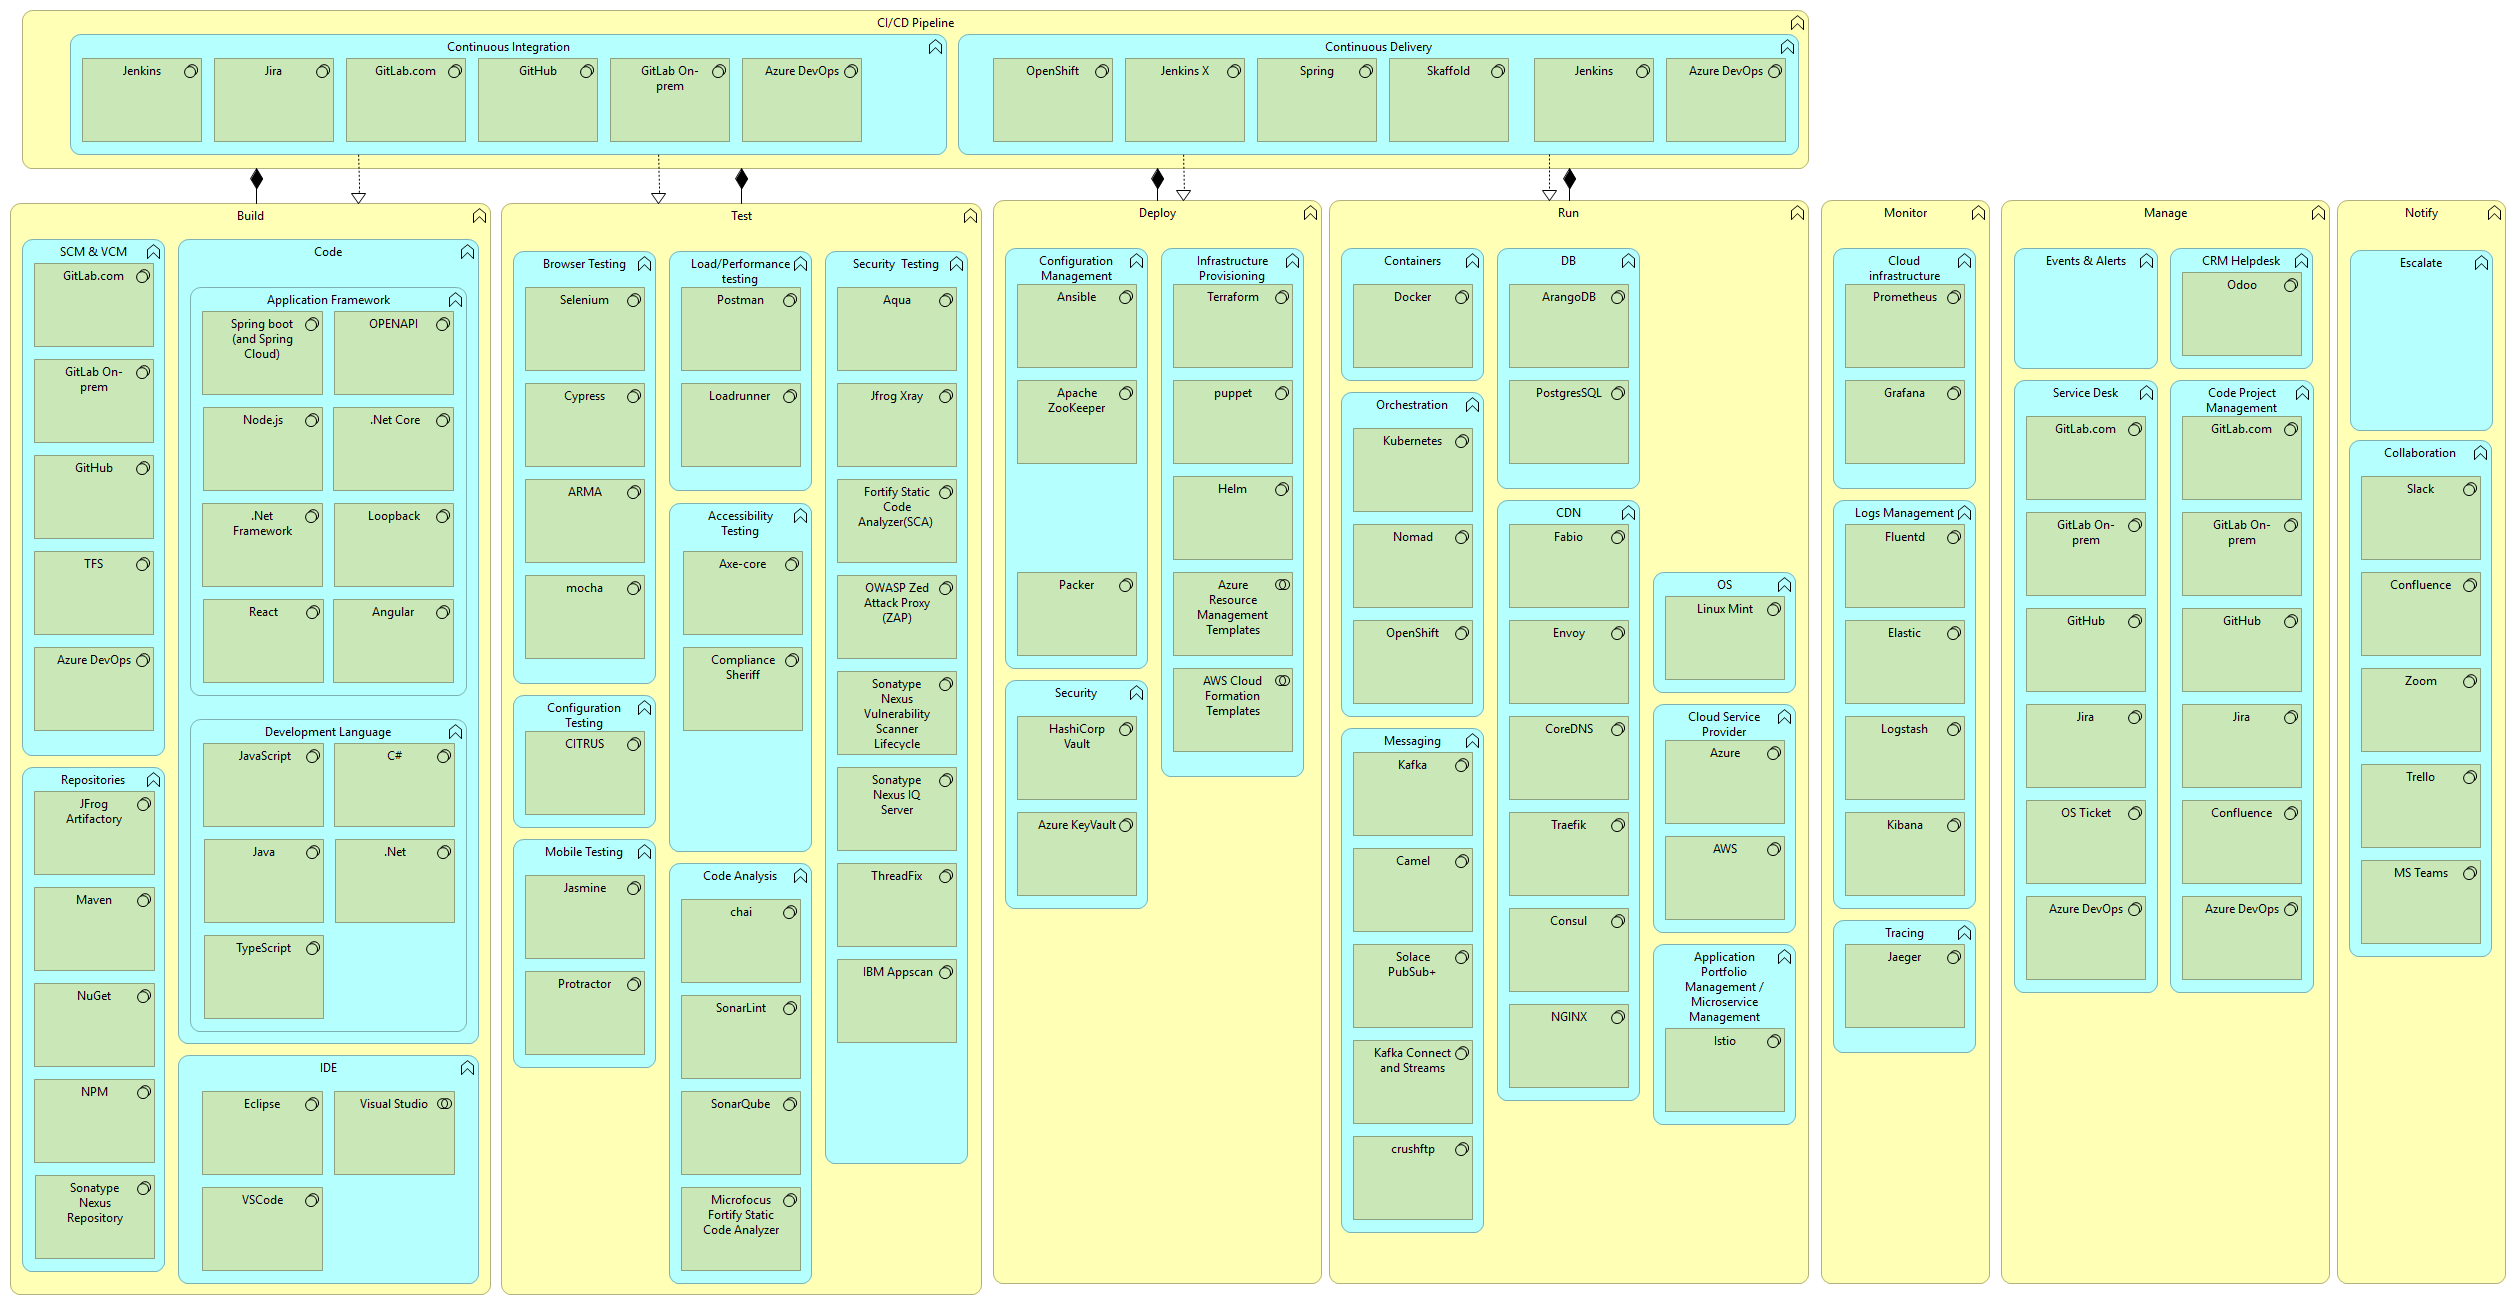 CI/CD Pipeline
Continuous Integration
Jenkins
Jira
GitLab.com
GitHub
GitLab On-
prem
Azure DevOps
Continuous Delivery
OpenShift
Jenkins X
Spring
Skaffold
Jenkins
Azure DevOps
Build
SCM & VCM
GitLab.com
GitLab On-
prem
GitHub
TFS
Azure DevOps
Repositories
JFrog
Artifactory
Maven
NuGet
NPM
Sonatype
Nexus
Repository
Code
Application Framework
Spring boot
(and Spring
Cloud)
OPENAPI
Node.js
.Net Core
.Net
Framework
Loopback
React
Angular
Development Language
JavaScript
C#
Java
.Net
TypeScript
IDE
Eclipse
Visual Studio
VSCode
Test
Browser Testing
Selenium
Cypress
ARMA
mocha
Configuration
Testing
CITRUS
Mobile Testing
Jasmine
Protractor
Load/Performance
testing
Postman
Loadrunner
Accessibility
Testing
Axe-core
Compliance
Sheriff
Code Analysis
chai
SonarLint
SonarQube
Microfocus
Fortify Static
Code Analyzer
Security  Testing
Aqua
Jfrog Xray
Fortify Static
Code
Analyzer(SCA)
OWASP Zed
Attack Proxy
(ZAP)
Sonatype
Nexus
Vulnerability
Scanner
Lifecycle
Sonatype
Nexus IQ
Server
ThreadFix
IBM Appscan
Deploy
Configuration
Management
Ansible
Apache
ZooKeeper
Packer
Security
HashiCorp
Vault
Azure KeyVault
Infrastructure
Provisioning
Terraform
puppet
Helm
Azure
Resource
Management
Templates
AWS Cloud
Formation
Templates
Run
Containers
Docker
Orchestration
Kubernetes
Nomad
OpenShift
Messaging
Kafka
Camel
Solace
PubSub+
Kafka Connect
and Streams
crushftp
DB
ArangoDB
PostgresSQL
CDN
Fabio
Envoy
CoreDNS
Traefik
Consul
NGINX
OS
Linux Mint
Cloud Service
Provider
Azure
AWS
Application
Portfolio
Management /
Microservice
Management
Istio
Monitor
Cloud
infrastructure
Prometheus
Grafana
Logs Management
Fluentd
Elastic
Logstash
Kibana
Tracing
Jaeger
Manage
Events & Alerts
CRM Helpdesk
Odoo
Service Desk
GitLab.com
GitLab On-
prem
GitHub
Jira
OS Ticket
Azure DevOps
Code Project
Management
GitLab.com
GitLab On-
prem
GitHub
Jira
Confluence
Azure DevOps
Notify
Escalate
Collaboration
Slack
Confluence
Zoom
Trello
MS Teams